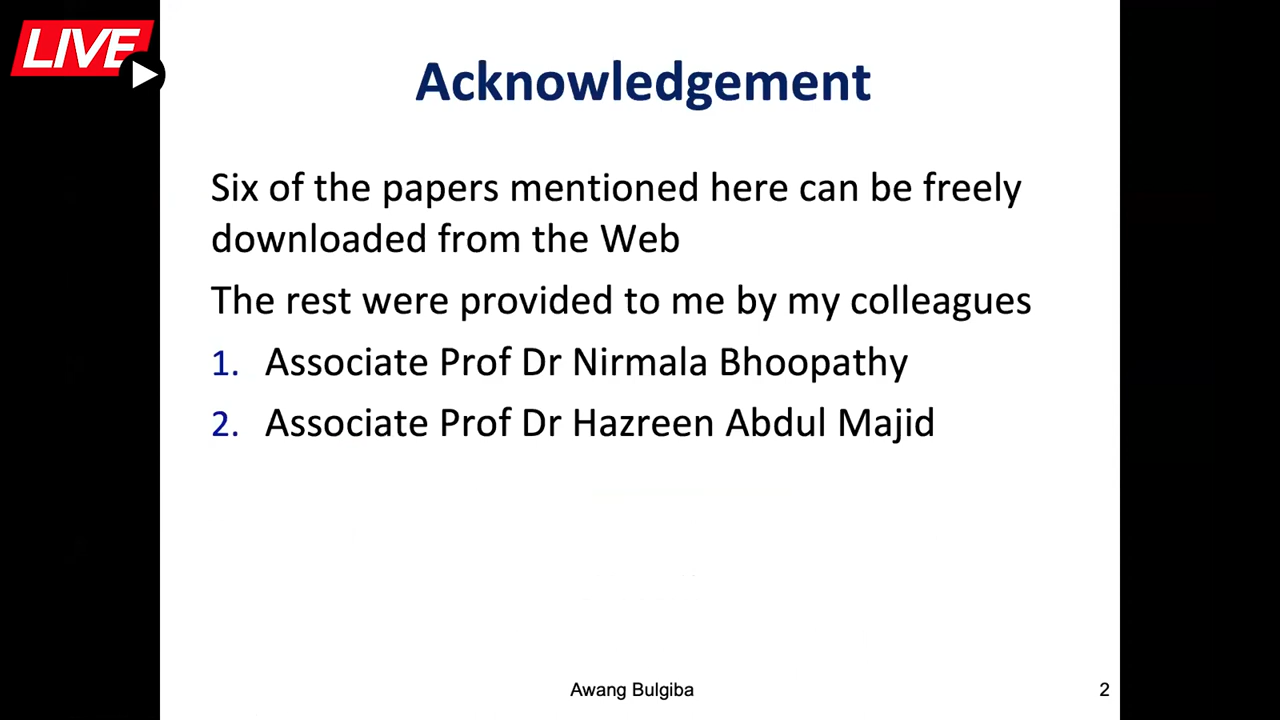 LIVE
Acknowledgement
Six of the papers mentioned here can be freely
downloaded from the Web
The rest were provided to me by my colleagues
1. Associate Prof Dr Nirmala Bhoopathy
2. Associate Prof Dr Hazreen Abdul Majid
Awang Bulgiba
2